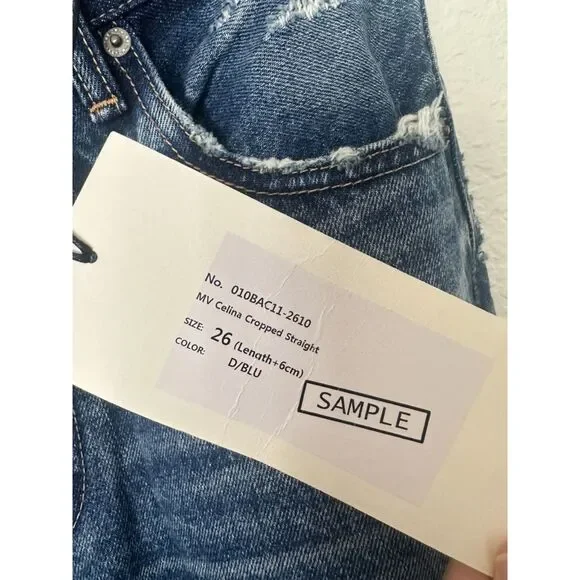 No. 010BAC11-2610
MV Celina Cropped Straight
SIZE: 26 (Length+6cm)
COLOR: D/BLU
SAMPLE